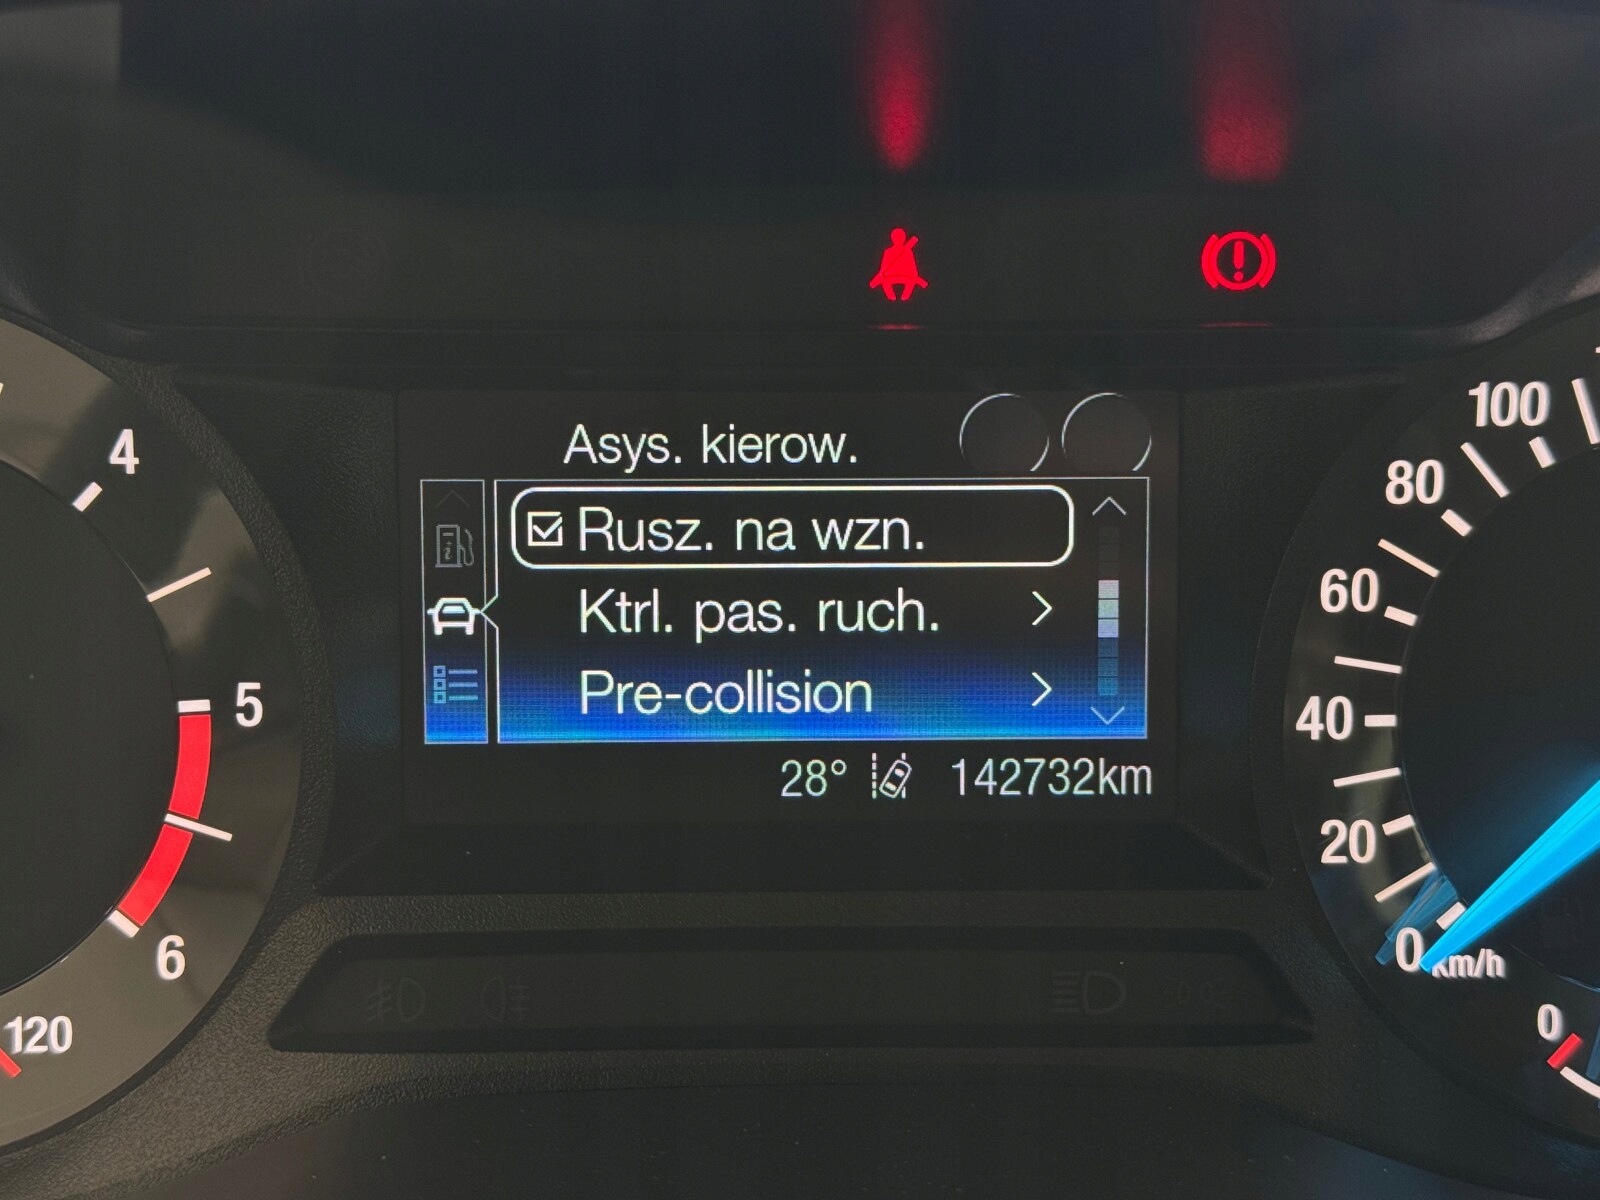 Asys. kierow.
Rusz. na wzn.
Ktrl. pas. ruch.
Pre-collision
28° 142732km
4
5
6
120
100
80
60
40
20
0
km/h
0